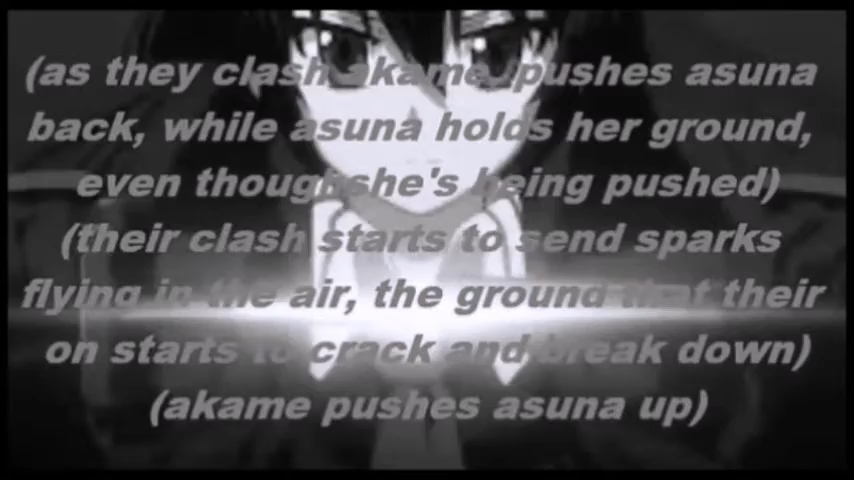 (as they clash akame pushes asuna
back, while asuna holds her ground,
even though she's being pushed)
(their clash starts to send sparks
flying in the air, the ground that their
on starts to crack and break down)
(akame pushes asuna up)